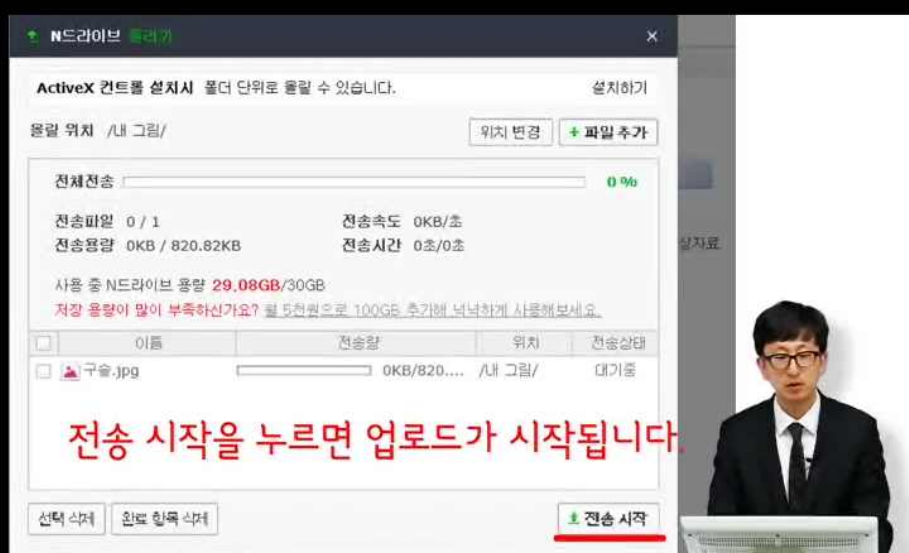 N드라이브 올리기
ActiveX 컨트롤 설치시 폴더 단위로 올릴 수 있습니다. 설치하기
올릴 위치 /내 그림/ 위치 변경 + 파일 추가
전체전송 0 %
전송파일 0 / 1 전송속도 0KB/초
전송용량 0KB / 820.82KB 전송시간 0초/0초
사용 중 N드라이브 용량 29.08GB/30GB
저장 용량이 많이 부족하신가요? 월 5천원으로 100GB 추가해 넉넉하게 사용해보세요.
이름 전송량 위치 전송상태
구슬.jpg 0KB/820.... /내 그림/ 대기중
전송 시작을 누르면 업로드가 시작됩니다.
선택 삭제 완료 항목 삭제 전송 시작